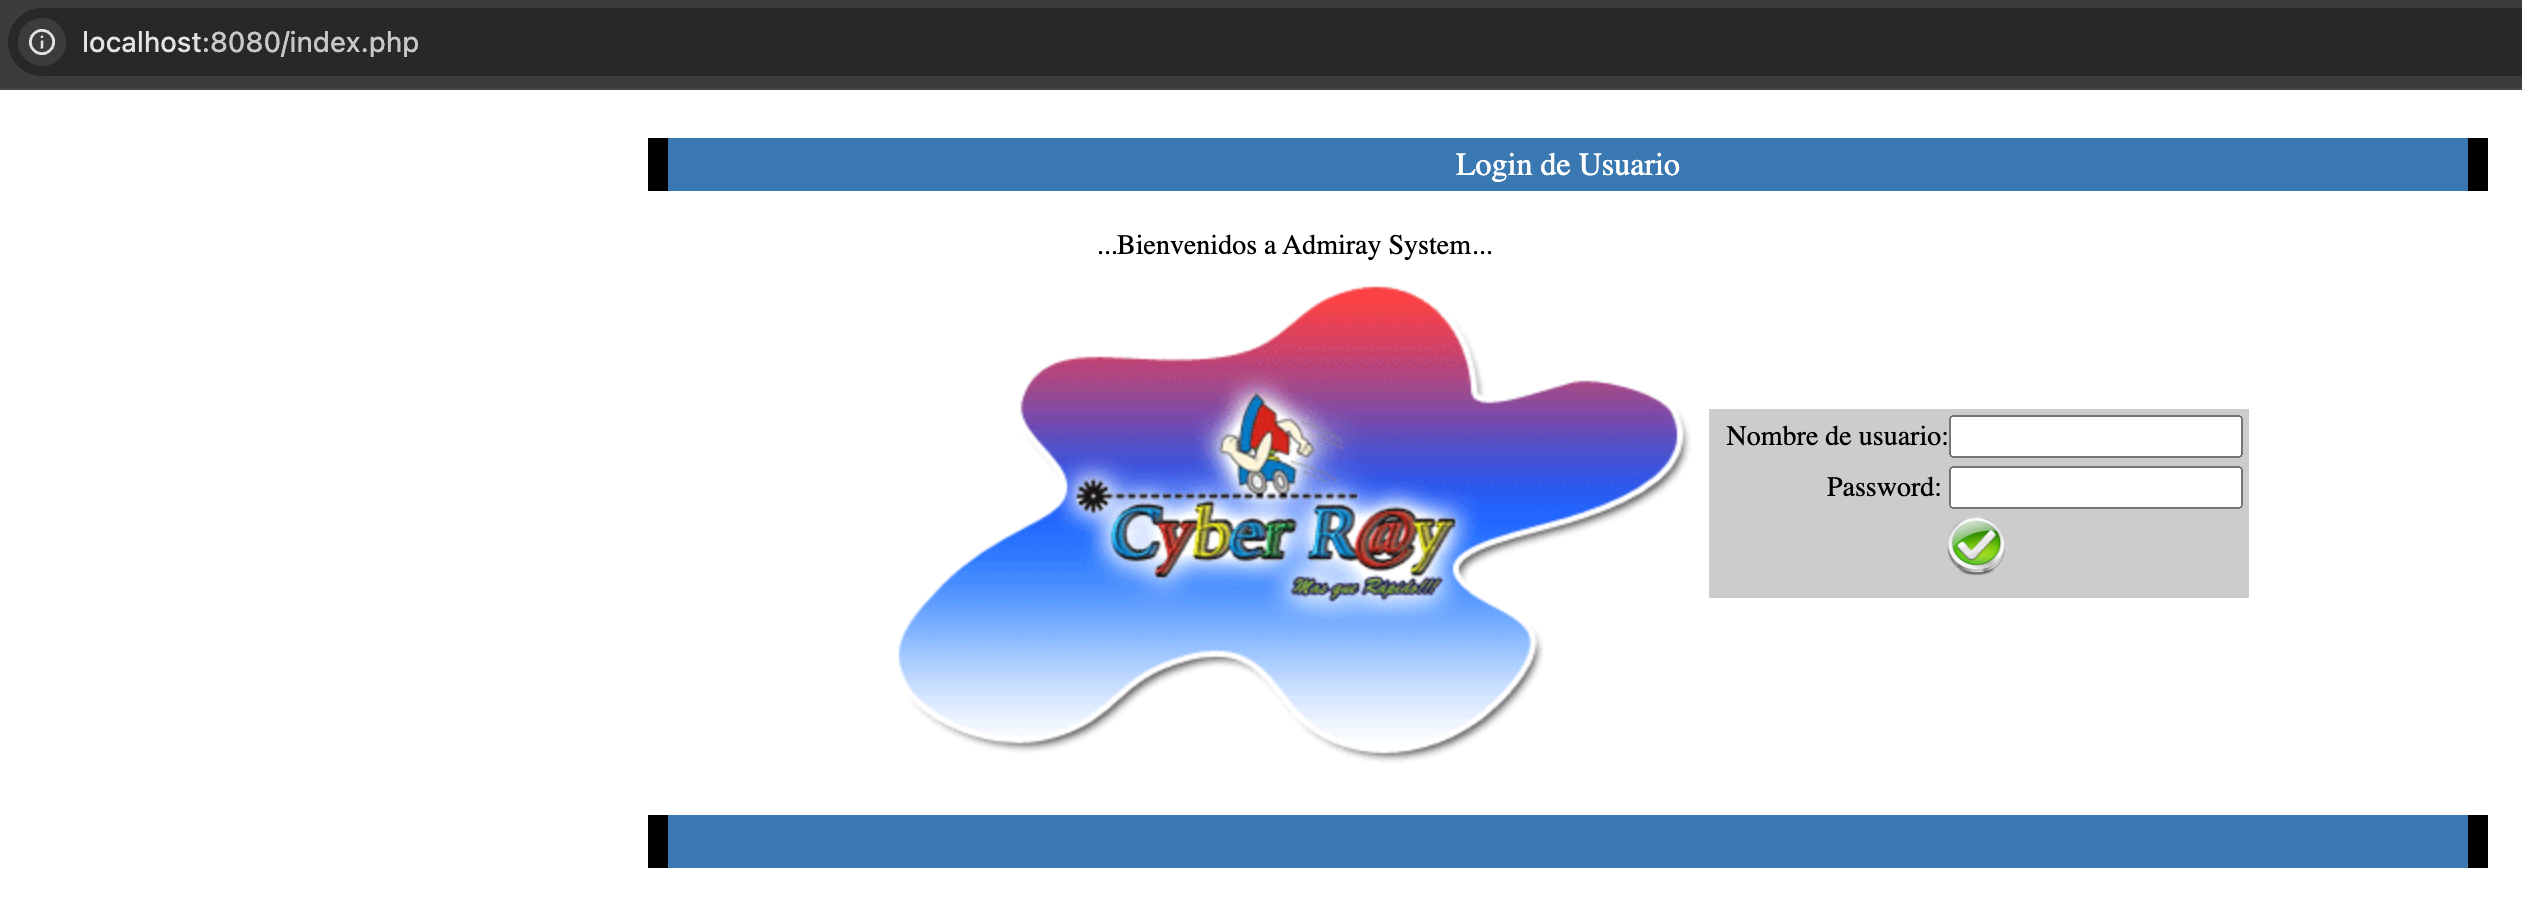 localhost:8080/index.php
Login de Usuario
...Bienvenidos a Admiray System...
Cyber R@y
Mas que Rápido!!!
Nombre de usuario:
Password: